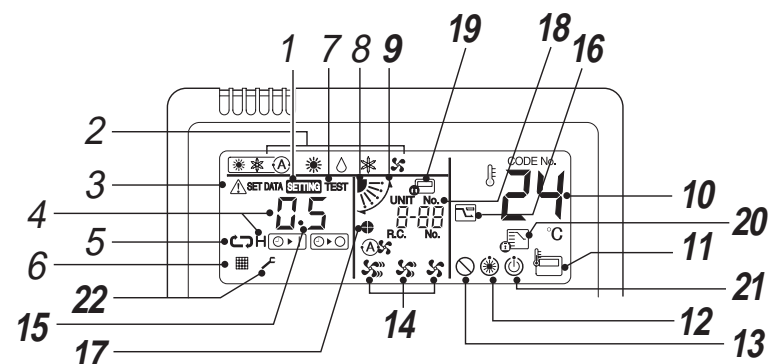 1 7 8 9 19 18 16
2
CODE No.
A
3
SET DATA SETTING TEST
UNIT No.
24
10
4
0.5
8-88
R.C. No.
20
5
H
°C
A
11
6
22
21
15
14
12
17
13